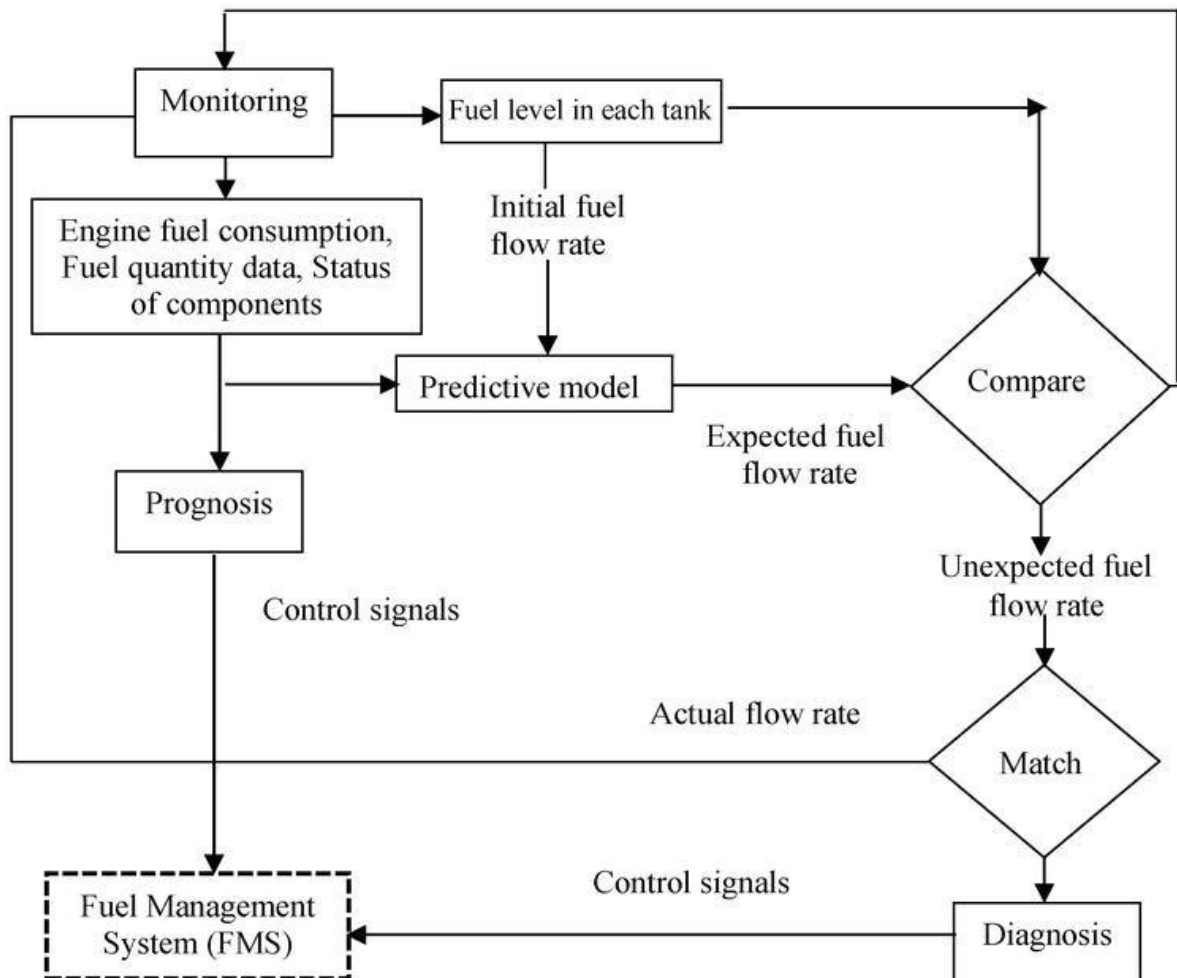 Monitoring
Fuel level in each tank
Engine fuel consumption,
Fuel quantity data, Status
of components
Initial fuel
flow rate
Predictive model
Compare
Expected fuel
flow rate
Prognosis
Unexpected fuel
flow rate
Control signals
Actual flow rate
Match
Control signals
Fuel Management
System (FMS)
Diagnosis